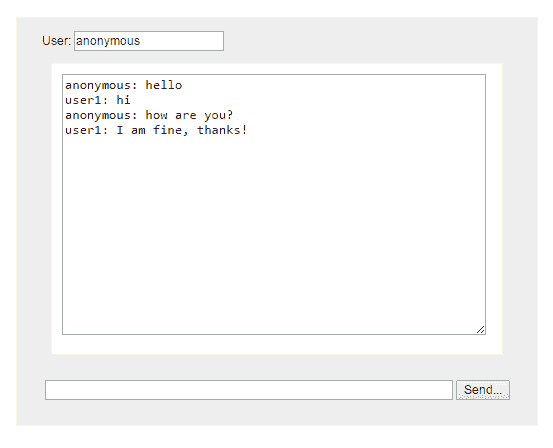 User: anonymous
anonymous: hello
user1: hi
anonymous: how are you?
user1: I am fine, thanks!
Send...